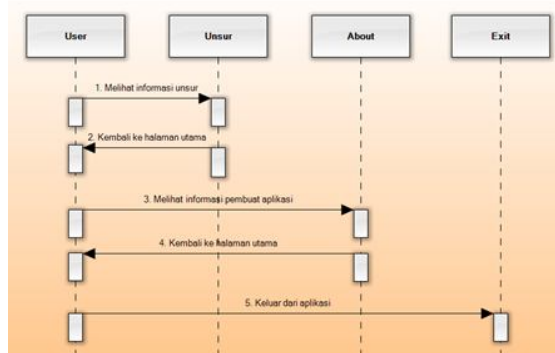 User
Unsur
About
Exit
1. Melihat informasi unsur
2. Kembali ke halaman utama
3. Melihat informasi pembuat aplikasi
4. Kembali ke halaman utama
5. Keluar dari aplikasi